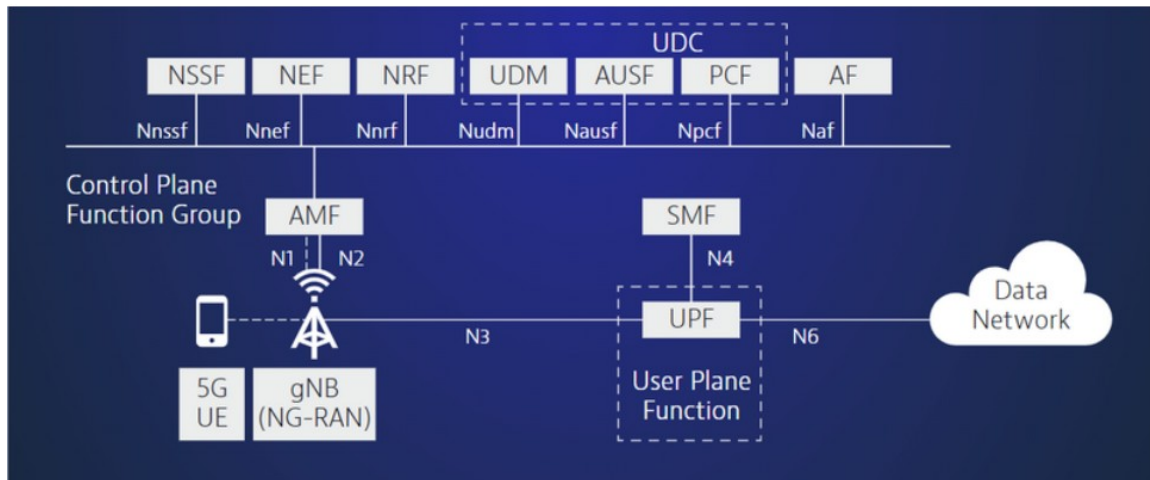 UDC
NSSF
NEF
NRF
UDM
AUSF
PCF
AF
Nnssf
Nnef
Nnrf
Nudm
Nausf
Npcf
Naf
Control Plane
Function Group
AMF
SMF
N1
N2
N4
Data
Network
UPF
N3
N6
5G
UE
gNB
(NG-RAN)
User Plane
Function